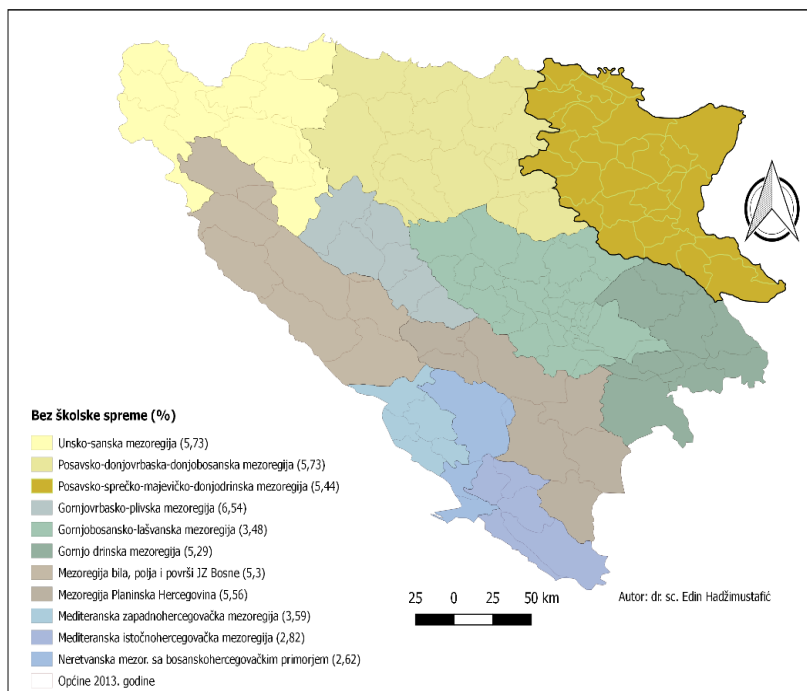 Bez školske spreme (%)
Unsko-sanska mezoregija (5,73)
Posavsko-donjovrbaska-donjobosanska mezoregija (5,73)
Posavsko-sprečko-majevičko-donjodrinska mezoregija (5,44)
Gornjovrbasko-plivska mezoregija (6,54)
Gornjobosansko-lašvanska mezoregija (3,48)
Gornjo drinska mezoregija (5,29)
Mezoregija bila, polja i površi JZ Bosne (5,3)
Mezoregija Planinska Hercegovina (5,56)
Mediteranska zapadnohercegovačka mezoregija (3,59)
Mediteranska istočnohercegovačka mezoregija (2,82)
Neretvanska mezor. sa bosanskohercegovačkim primorjem (2,62)
Općine 2013. godine
25 0 25 50 km
Autor: dr. sc. Edin Hadžimustafić